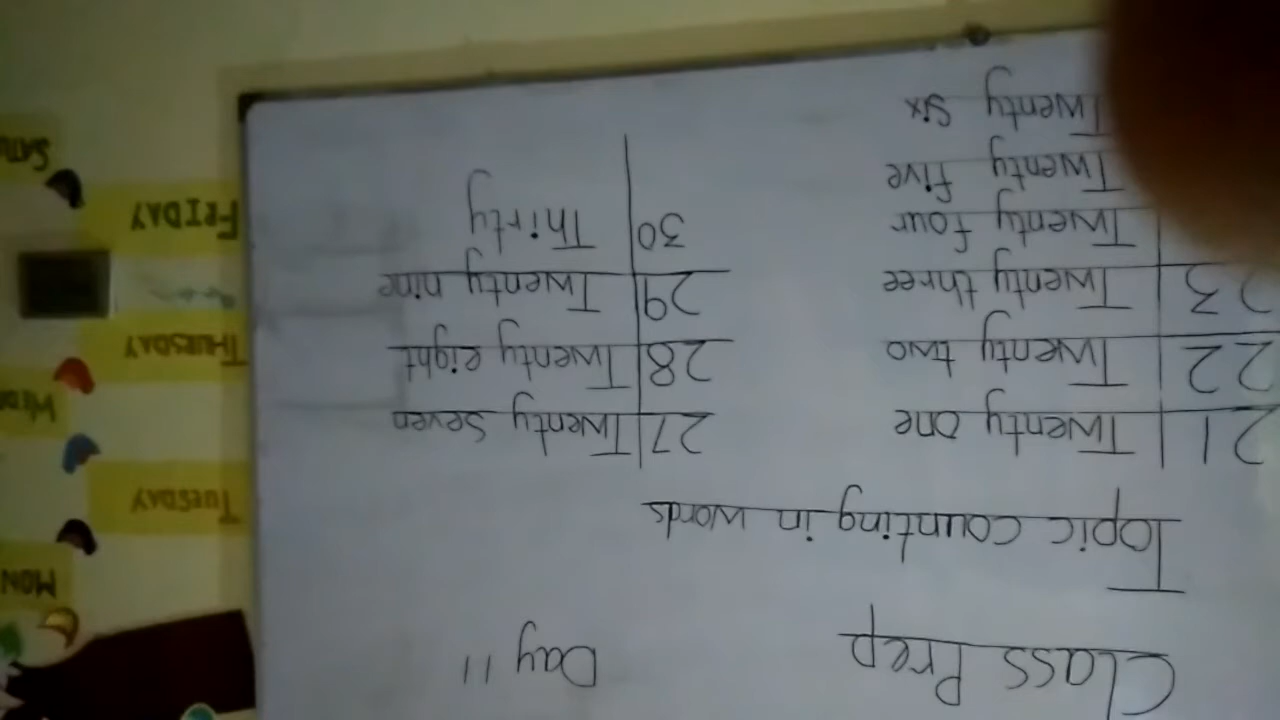 Class Prep Day 11
Topic counting in words
21 Twenty one 27 Twenty seven
22 Twenty two 28 Twenty eight
23 Twenty three 29 Twenty nine
Twenty four 30 Thirty
Twenty five
Twenty six
MON
TUESDAY
THURSDAY
FRIDAY